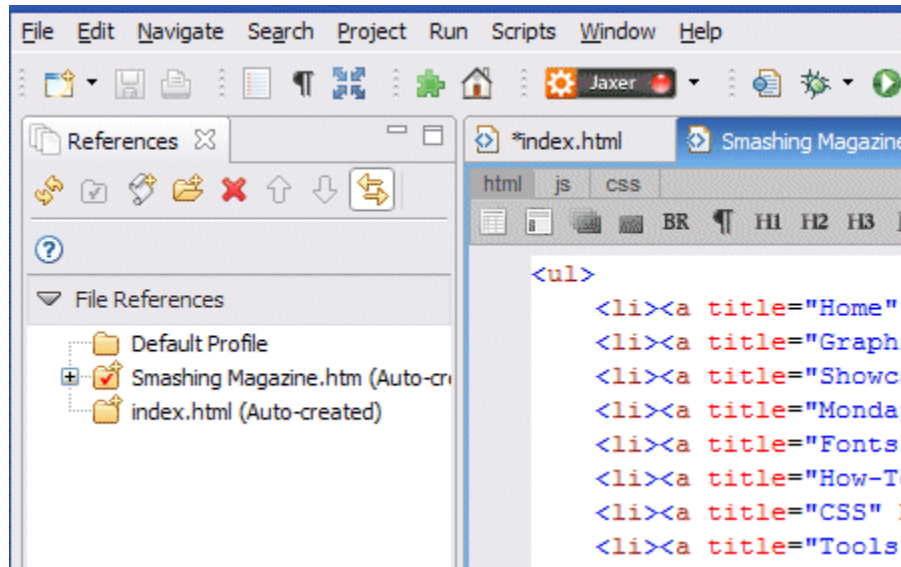 File Edit Navigate Search Project Run Scripts Window Help
Jaxer
References
*index.html
Smashing Magazine
html js css
BR ¶ H1 H2 H3
File References
Default Profile
Smashing Magazine.htm (Auto-cr
index.html (Auto-created)
<ul>
<li><a title="Home"
<li><a title="Graph
<li><a title="Showc
<li><a title="Monda
<li><a title="Fonts
<li><a title="How-T
<li><a title="CSS"
<li><a title="Tools